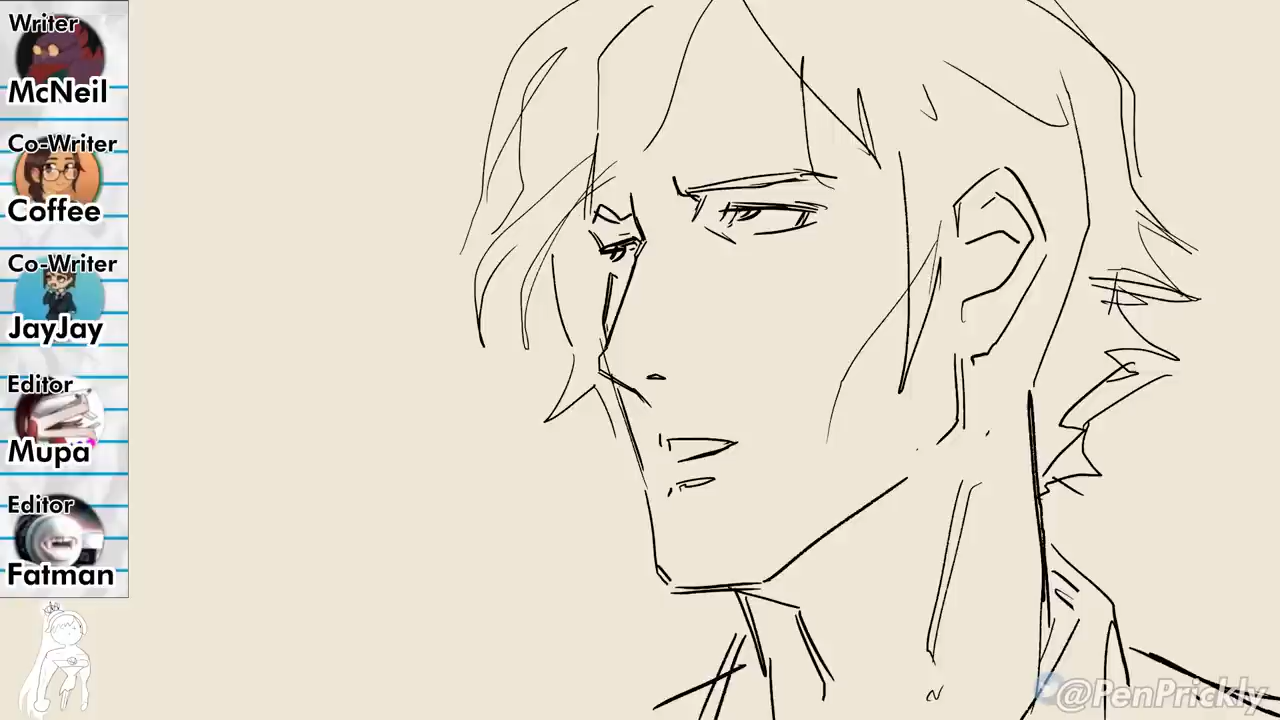 Writer
McNeil
Co-Writer
Coffee
Co-Writer
JayJay
Editor
Mupa
Editor
Fatman
@PenPrickly